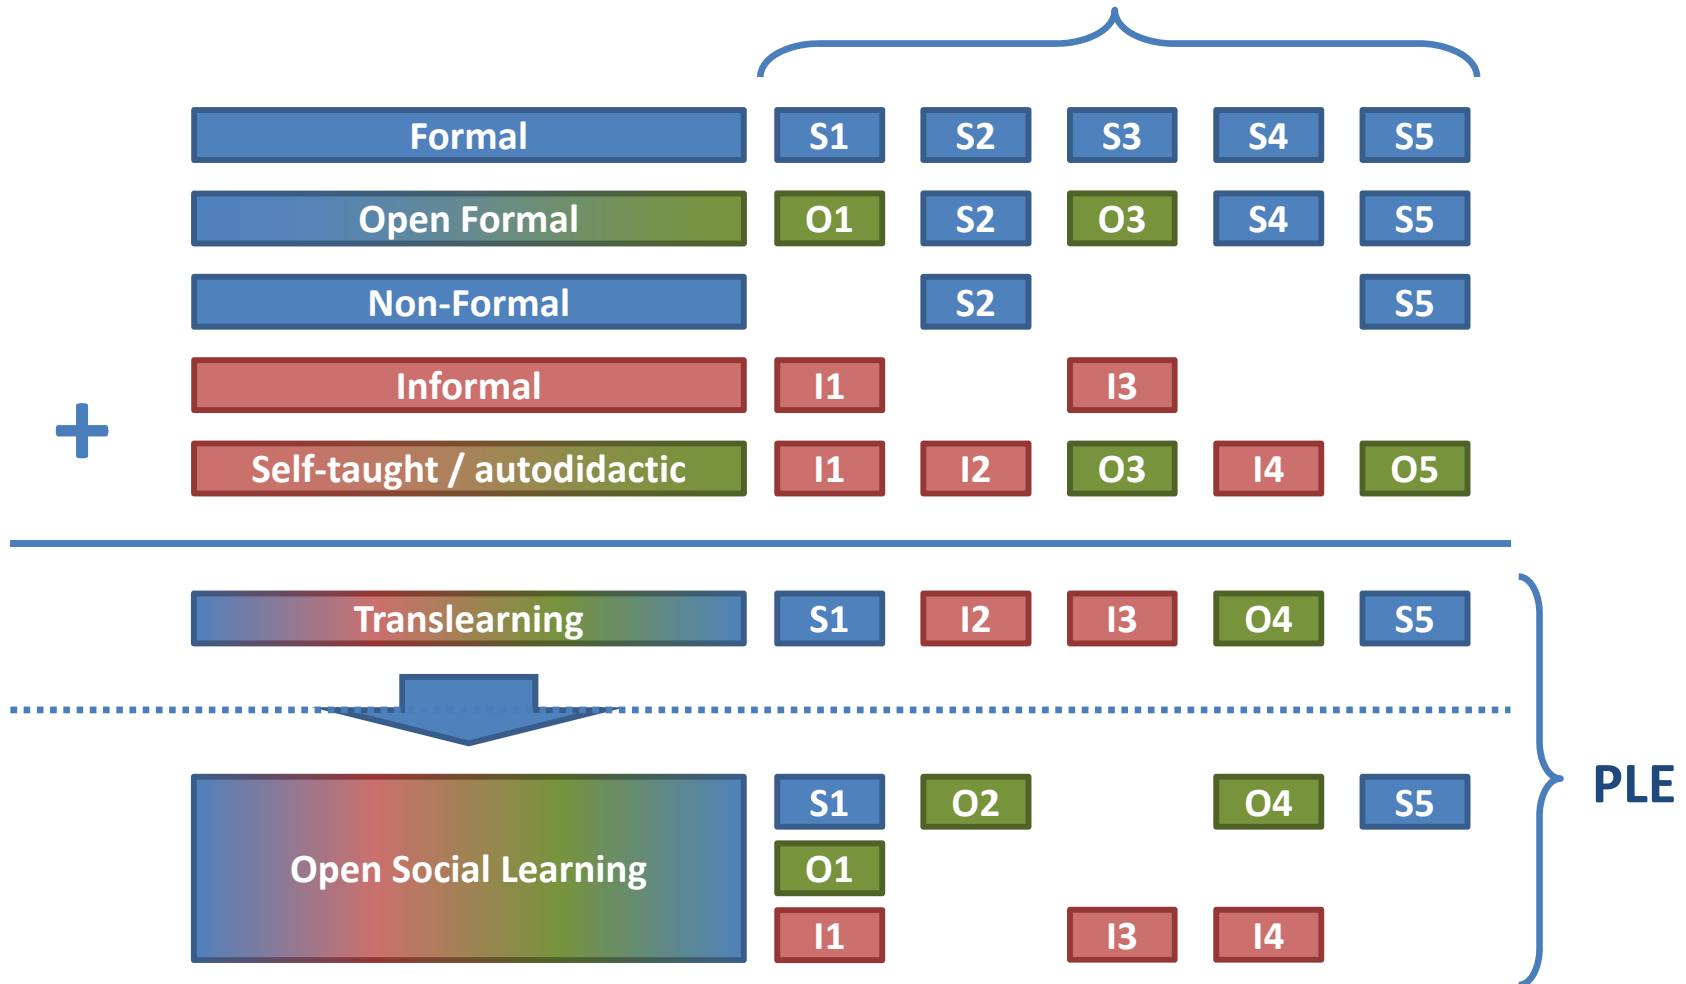 Formal S1 S2 S3 S4 S5
Open Formal O1 S2 O3 S4 S5
Non-Formal S2 S5
Informal I1 I3
+
Self-taught / autodidactic I1 I2 O3 I4 O5
Translearning S1 I2 I3 O4 S5
S1 O2 O4 S5
PLE
Open Social Learning O1
I1 I3 I4